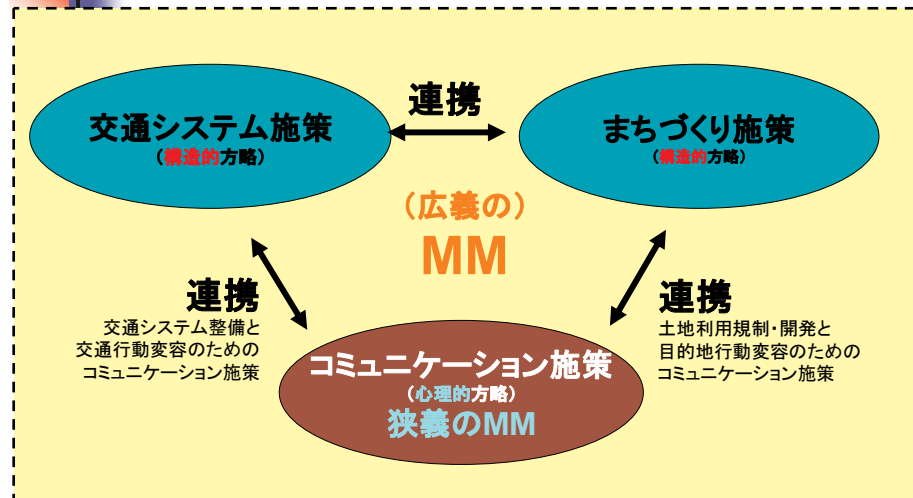 連携
交通システム施策
(構造的方略)
まちづくり施策
(構造的方略)
(広義の)
MM
連携
交通システム整備と
交通行動変容のための
コミュニケーション施策
連携
土地利用規制・開発と
目的地行動変容のための
コミュニケーション施策
コミュニケーション施策
(心理的方略)
狭義のMM